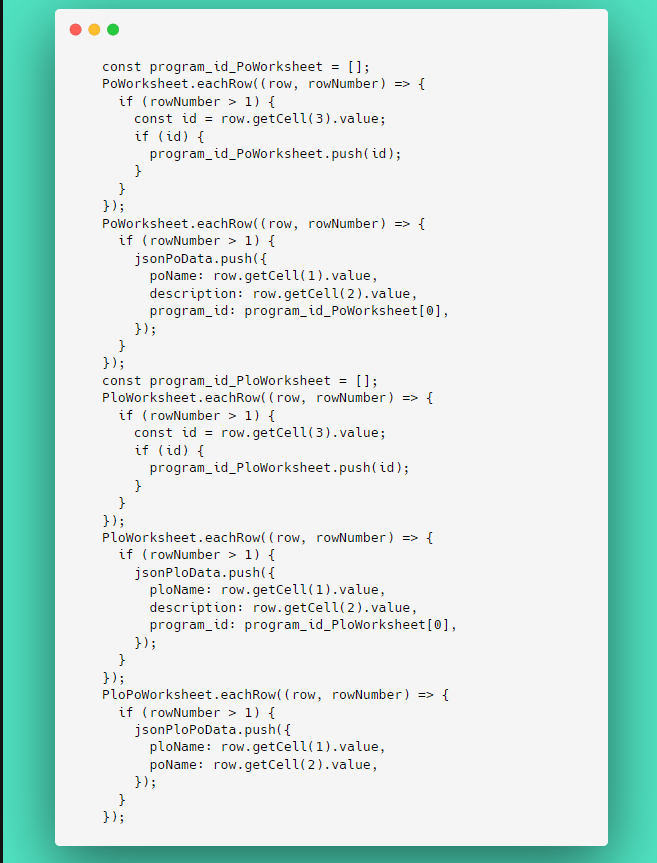 const program_id_PoWorksheet = [];
PoWorksheet.eachRow((row, rowNumber) => {
  if (rowNumber > 1) {
    const id = row.getCell(3).value;
    if (id) {
      program_id_PoWorksheet.push(id);
    }
  }
});
PoWorksheet.eachRow((row, rowNumber) => {
  if (rowNumber > 1) {
    jsonPoData.push({
      poName: row.getCell(1).value,
      description: row.getCell(2).value,
      program_id: program_id_PoWorksheet[0],
    });
  }
});
const program_id_PloWorksheet = [];
PloWorksheet.eachRow((row, rowNumber) => {
  if (rowNumber > 1) {
    const id = row.getCell(3).value;
    if (id) {
      program_id_PloWorksheet.push(id);
    }
  }
});
PloWorksheet.eachRow((row, rowNumber) => {
  if (rowNumber > 1) {
    jsonPloData.push({
      ploName: row.getCell(1).value,
      description: row.getCell(2).value,
      program_id: program_id_PloWorksheet[0],
    });
  }
});
PloPoWorksheet.eachRow((row, rowNumber) => {
  if (rowNumber > 1) {
    jsonPloPoData.push({
      ploName: row.getCell(1).value,
      poName: row.getCell(2).value,
    });
  }
});